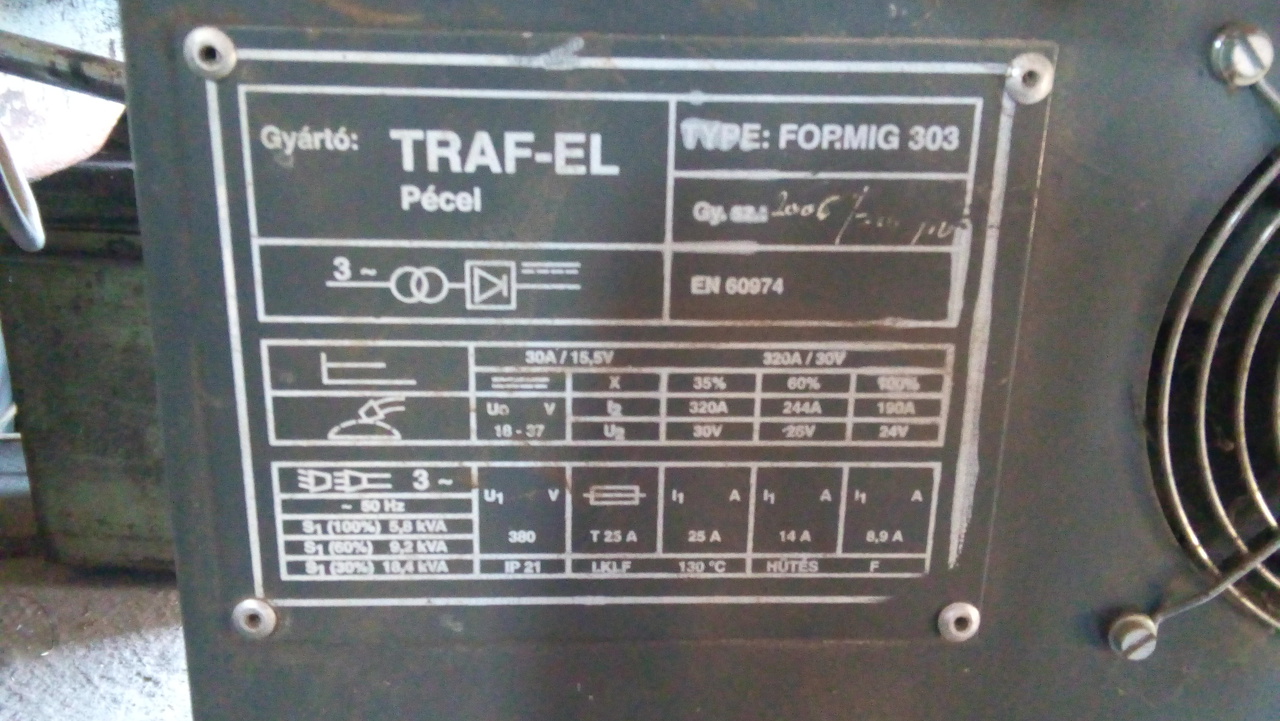 Gyártó: TRAF-EL
Pécel
TYPE: FOR.MIG 303
Gy. sz.: 2006
3 ~
EN 60974
30A / 15,5V 320A / 30V
X 35% 60% 100%
U₀ V I₂ 320A 244A 190A
18 - 37 U₂ 30V 26V 24V
3 ~ U₁ V I₁ A I₁ A I₁ A
~ 50 Hz
S₁ (100%) 5,8 kVA 380 T 25 A 25 A 14 A 8,9 A
S₁ (60%) 9,2 kVA
S₁ (30%) 18,4 kVA IP 21 LKLF 130 °C HŰTÉS F